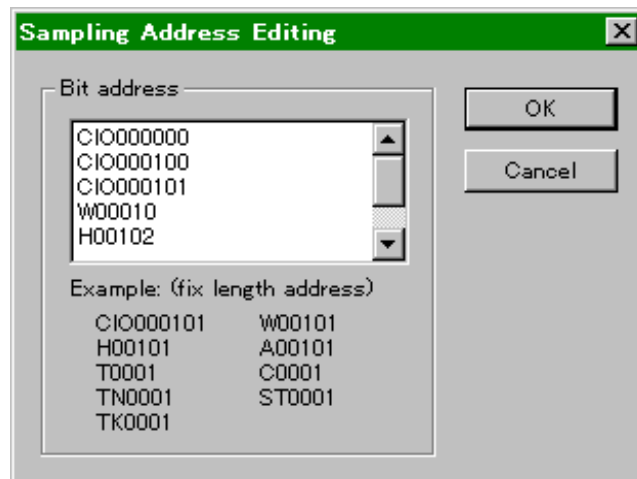 Sampling Address Editing
Bit address
CIO000000
CIO000100
CIO000101
W00010
H00102
OK
Cancel
Example: (fix length address)
CIO000101 W00101
H00101 A00101
T0001 C0001
TN0001 ST0001
TK0001